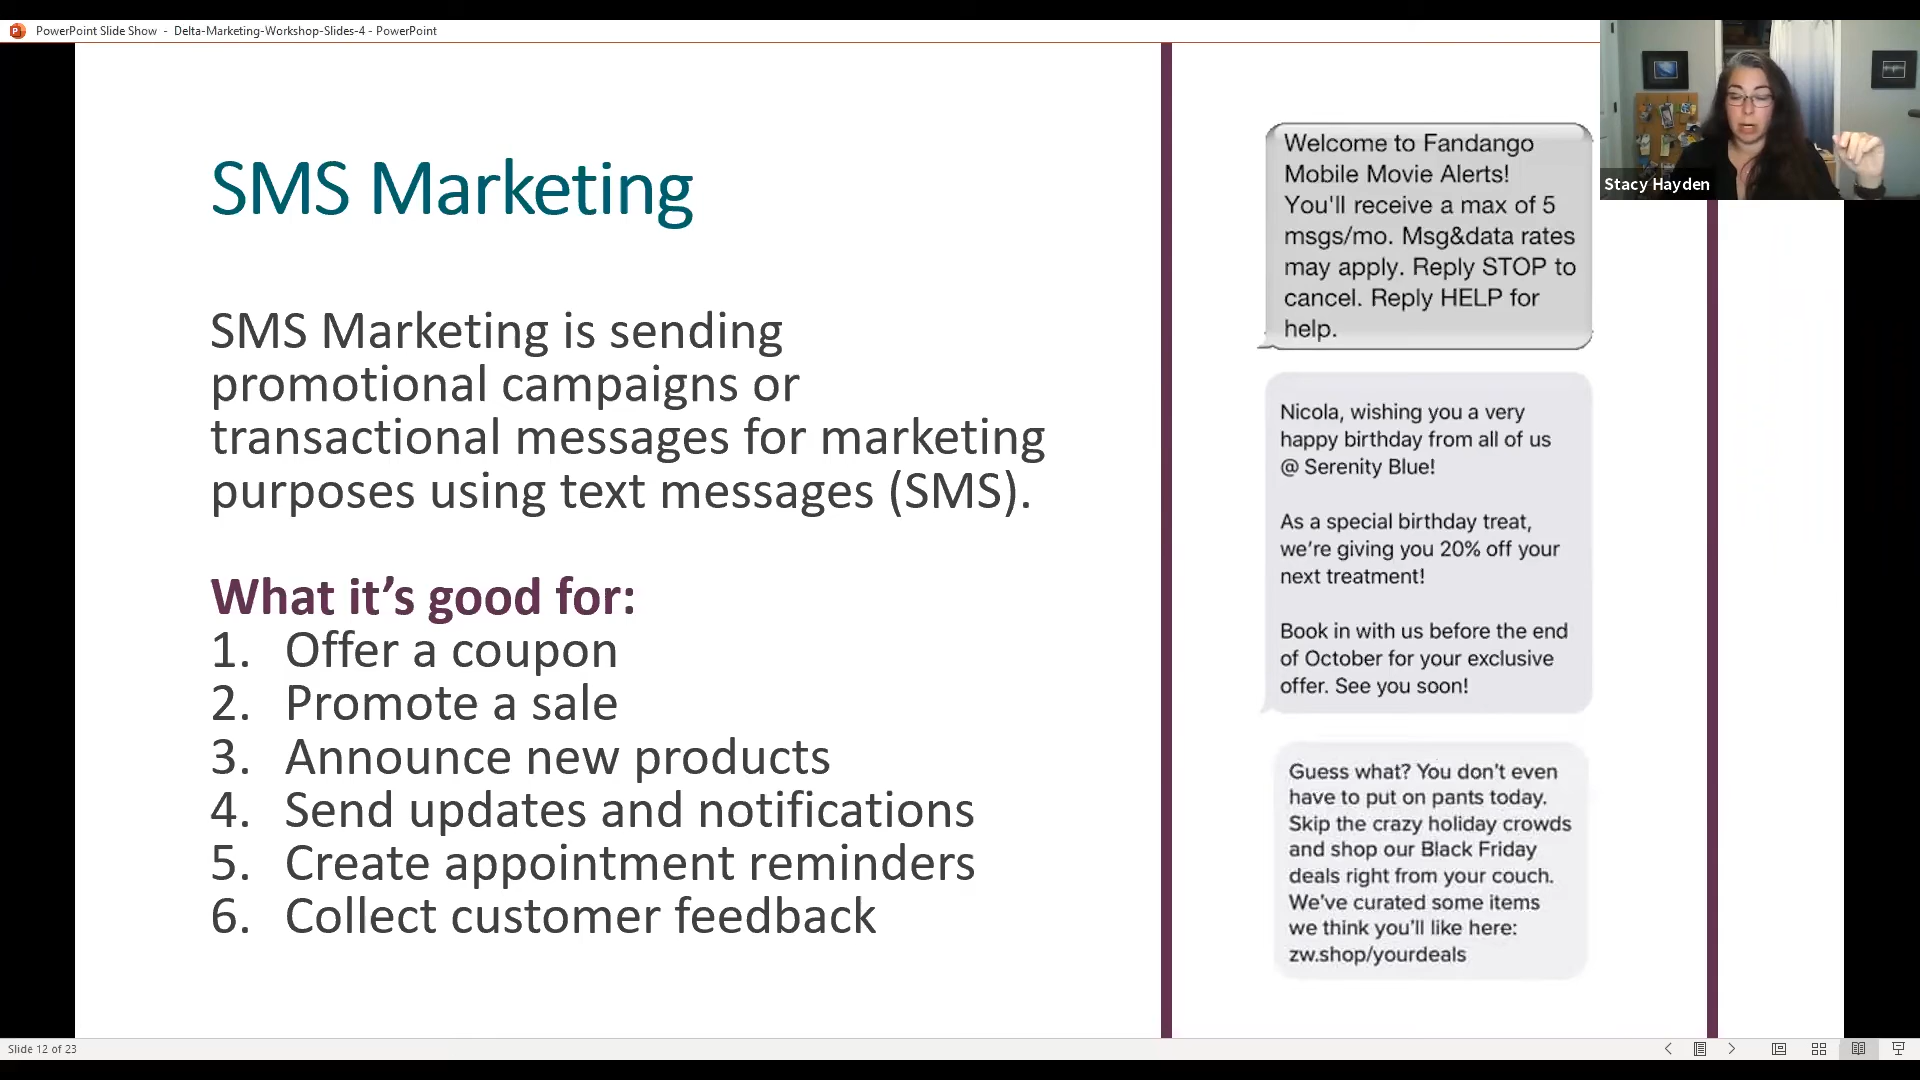 PowerPoint Slide Show - Delta-Marketing-Workshop-Slides-4 - PowerPoint
SMS Marketing
SMS Marketing is sending
promotional campaigns or
transactional messages for marketing
purposes using text messages (SMS).
What it’s good for:
1. Offer a coupon
2. Promote a sale
3. Announce new products
4. Send updates and notifications
5. Create appointment reminders
6. Collect customer feedback
Welcome to Fandango
Mobile Movie Alerts!
You'll receive a max of 5
msgs/mo. Msg&data rates
may apply. Reply STOP to
cancel. Reply HELP for
help.
Nicola, wishing you a very
happy birthday from all of us
@ Serenity Blue!
As a special birthday treat,
we’re giving you 20% off your
next treatment!
Book in with us before the end
of October for your exclusive
offer. See you soon!
Guess what? You don’t even
have to put on pants today.
Skip the crazy holiday crowds
and shop our Black Friday
deals right from your couch.
We’ve curated some items
we think you’ll like here:
zw.shop/yourdeals
Stacy Hayden
Slide 12 of 23